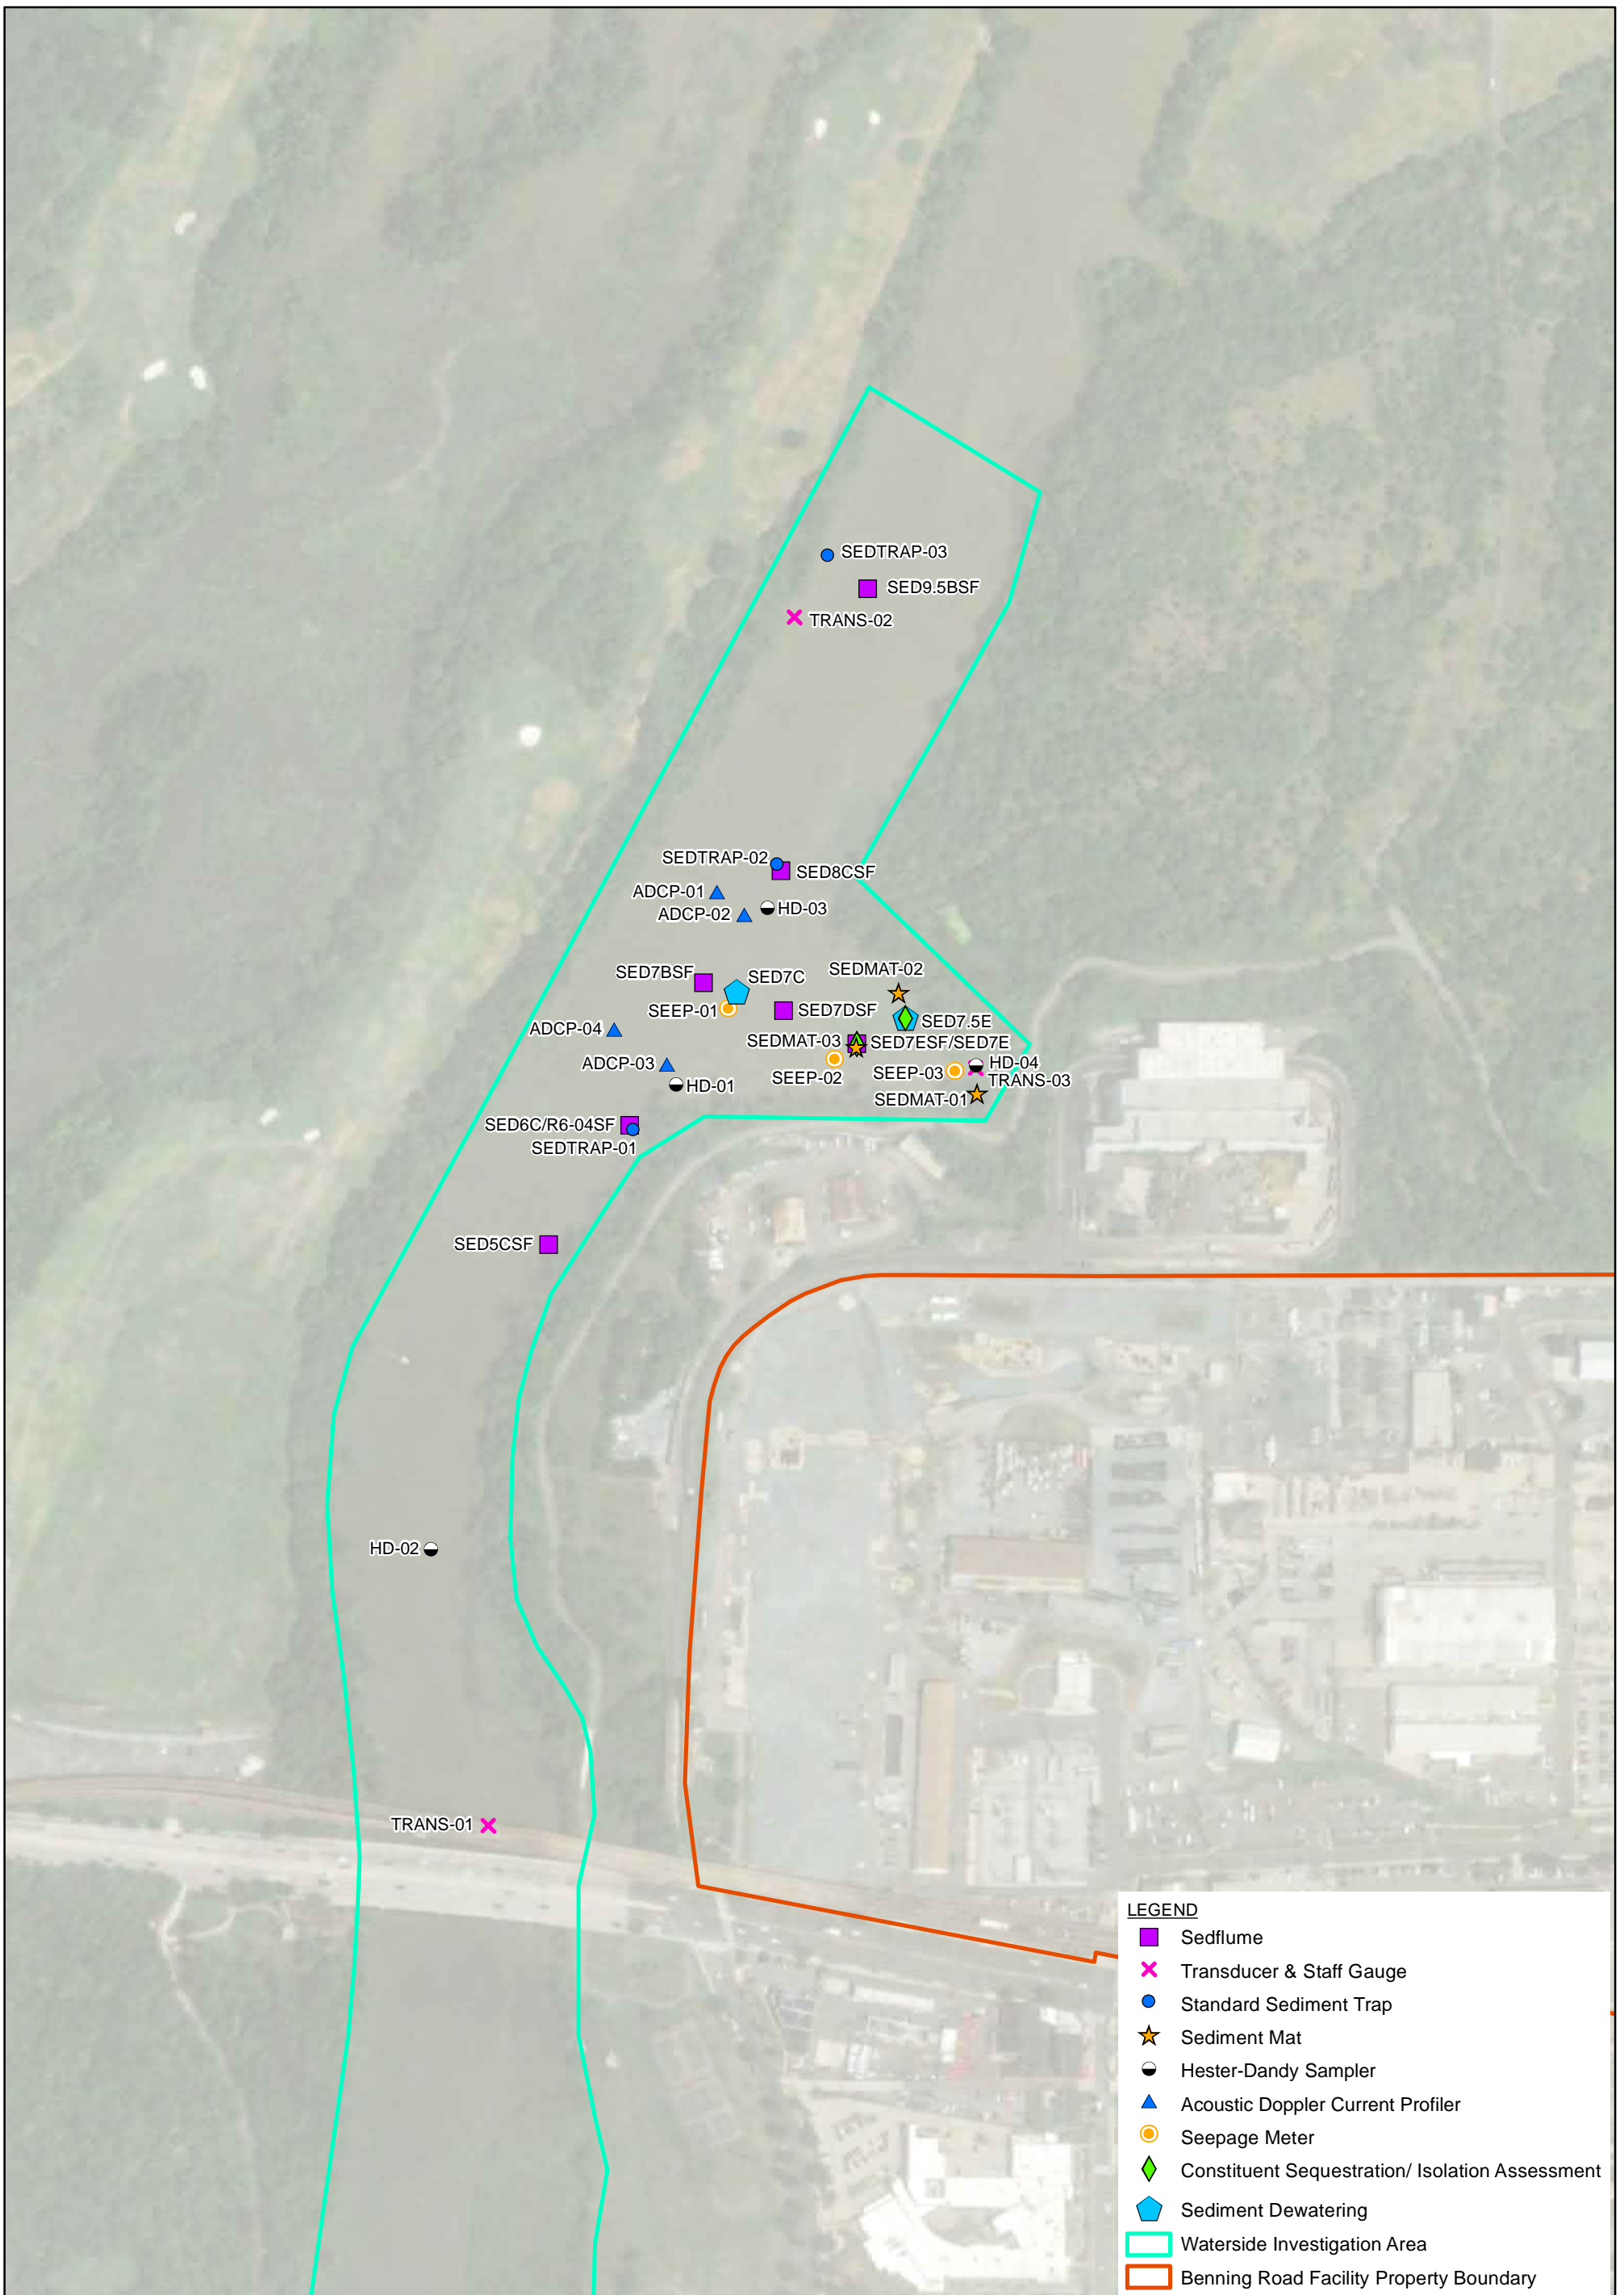 SEDTRAP-03
SED9.5BSF
TRANS-02
SEDTRAP-02
SED8CSF
ADCP-01
ADCP-02
HD-03
SED7BSF
SED7C
SEDMAT-02
SEEP-01
SED7DSF
SED7.5E
ADCP-04
SEDMAT-03
SED7ESF/SED7E
ADCP-03
SEEP-02
SEEP-03
HD-04
TRANS-03
HD-01
SEDMAT-01
SED6C/R6-04SF
SEDTRAP-01
SED5CSF
HD-02
TRANS-01
LEGEND
Sedflume
Transducer & Staff Gauge
Standard Sediment Trap
Sediment Mat
Hester-Dandy Sampler
Acoustic Doppler Current Profiler
Seepage Meter
Constituent Sequestration/ Isolation Assessment
Sediment Dewatering
Waterside Investigation Area
Benning Road Facility Property Boundary